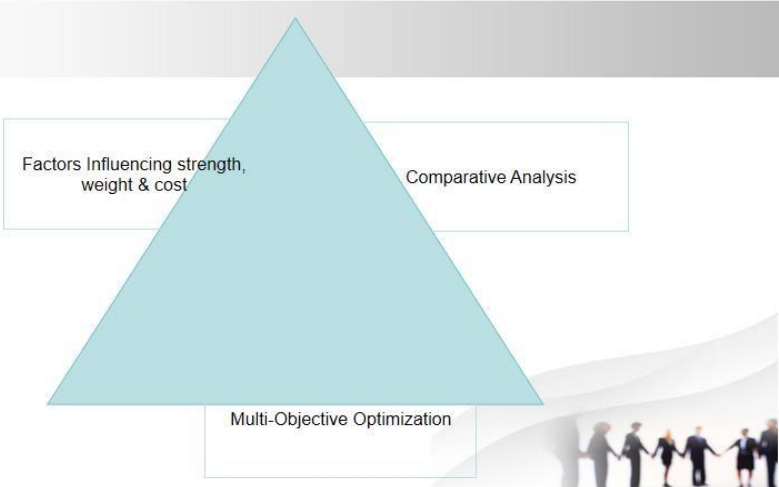 Factors Influencing strength,
weight & cost
Comparative Analysis
Multi-Objective Optimization